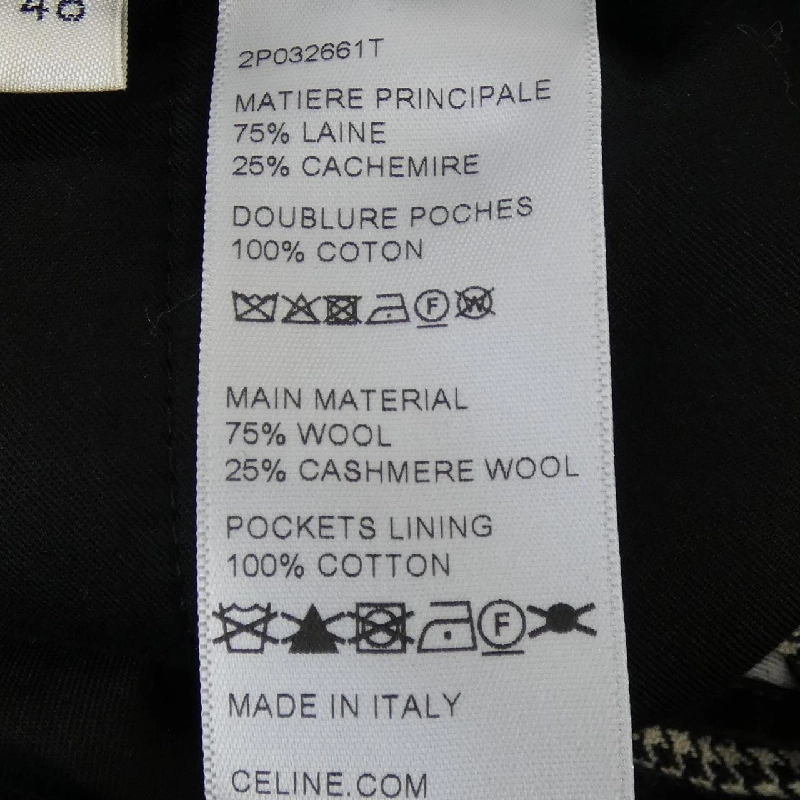 48
2P032661T
MATIERE PRINCIPALE
75% LAINE
25% CACHEMIRE
DOUBLURE POCHES
100% COTON
F W
MAIN MATERIAL
75% WOOL
25% CASHMERE WOOL
POCKETS LINING
100% COTTON
F
MADE IN ITALY
CELINE.COM